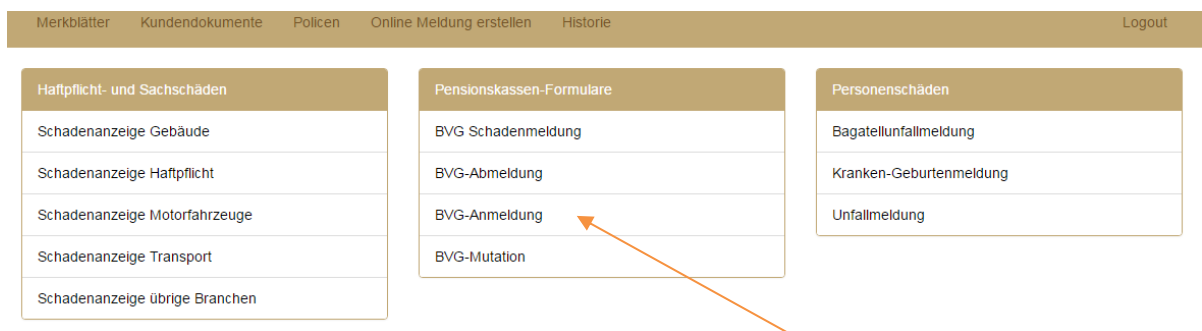 Merkblätter Kundendokumente Policen Online Meldung erstellen Historie Logout
Haftpflicht- und Sachschäden
Schadenanzeige Gebäude
Schadenanzeige Haftpflicht
Schadenanzeige Motorfahrzeuge
Schadenanzeige Transport
Schadenanzeige übrige Branchen
Pensionskassen-Formulare
BVG Schadenmeldung
BVG-Abmeldung
BVG-Anmeldung
BVG-Mutation
Personenschäden
Bagatellunfallmeldung
Kranken-Geburtenmeldung
Unfallmeldung